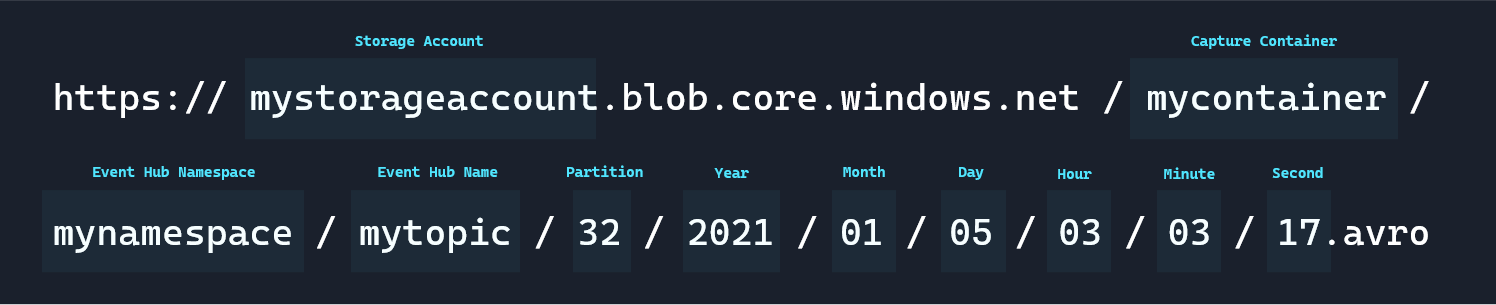 Storage Account Capture Container
https:// mystorageaccount.blob.core.windows.net / mycontainer /
Event Hub Namespace Event Hub Name Partition Year Month Day Hour Minute Second
mynamespace / mytopic / 32 / 2021 / 01 / 05 / 03 / 03 / 17.avro